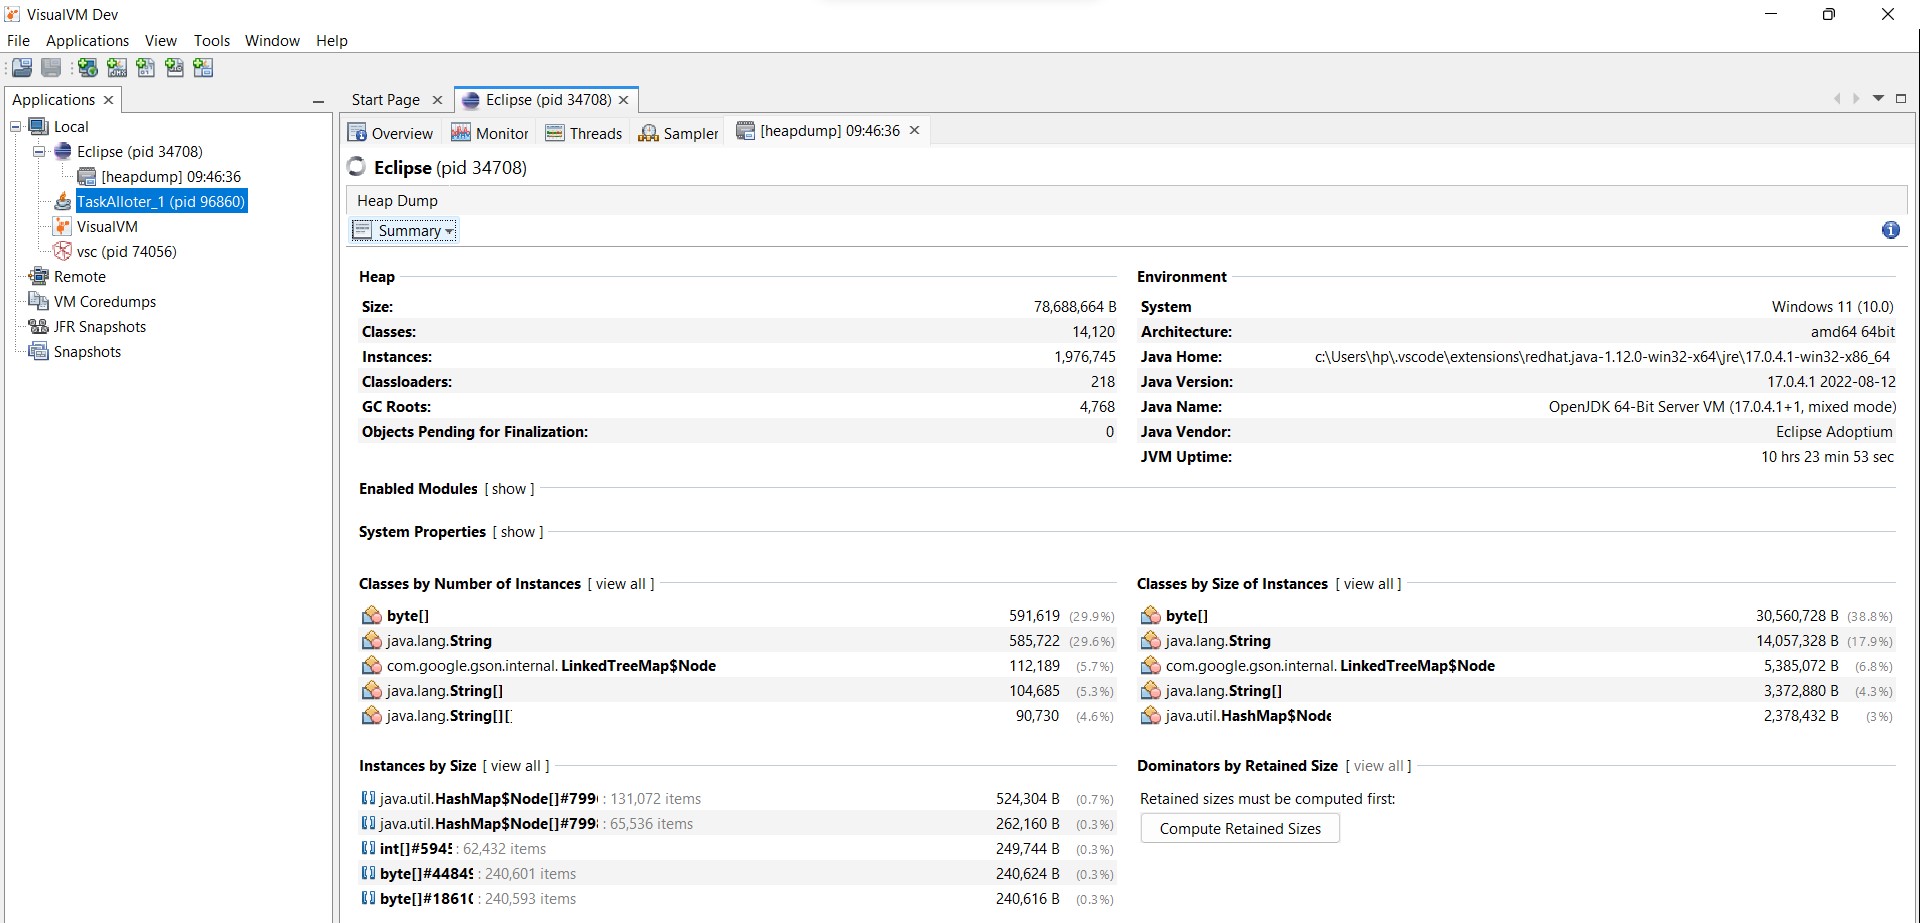 VisualVM Dev
File Applications View Tools Window Help
Applications
Start Page
Eclipse (pid 34708)
Local
Eclipse (pid 34708)
[heapdump] 09:46:36
TaskAlloter_1 (pid 96860)
VisualVM
vsc (pid 74056)
Remote
VM Coredumps
JFR Snapshots
Snapshots
Overview Monitor Threads Sampler [heapdump] 09:46:36
Eclipse (pid 34708)
Heap Dump
Summary
Heap
Size: 78,688,664 B
Classes: 14,120
Instances: 1,976,745
Classloaders: 218
GC Roots: 4,768
Objects Pending for Finalization: 0
Environment
System Windows 11 (10.0)
Architecture: amd64 64bit
Java Home: c:\Users\hp\.vscode\extensions\redhat.java-1.12.0-win32-x64\jre\17.0.4.1-win32-x86_64
Java Version: 17.0.4.1 2022-08-12
Java Name: OpenJDK 64-Bit Server VM (17.0.4.1+1, mixed mode)
Java Vendor: Eclipse Adoptium
JVM Uptime: 10 hrs 23 min 53 sec
Enabled Modules [ show ]
System Properties [ show ]
Classes by Number of Instances [ view all ]
byte[] 591,619 (29.9%)
java.lang.String 585,722 (29.6%)
com.google.gson.internal.LinkedTreeMap$Node 112,189 (5.7%)
java.lang.String[] 104,685 (5.3%)
java.lang.String[][ 90,730 (4.6%)
Classes by Size of Instances [ view all ]
byte[] 30,560,728 B (38.8%)
java.lang.String 14,057,328 B (17.9%)
com.google.gson.internal.LinkedTreeMap$Node 5,385,072 B (6.8%)
java.lang.String[] 3,372,880 B (4.3%)
java.util.HashMap$Node 2,378,432 B (3%)
Instances by Size [ view all ]
java.util.HashMap$Node[]#799 : 131,072 items 524,304 B (0.7%)
java.util.HashMap$Node[]#799 : 65,536 items 262,160 B (0.3%)
int[]#5945 : 62,432 items 249,744 B (0.3%)
byte[]#44849 : 240,601 items 240,624 B (0.3%)
byte[]#1861 : 240,593 items 240,616 B (0.3%)
Dominators by Retained Size [ view all ]
Retained sizes must be computed first:
Compute Retained Sizes